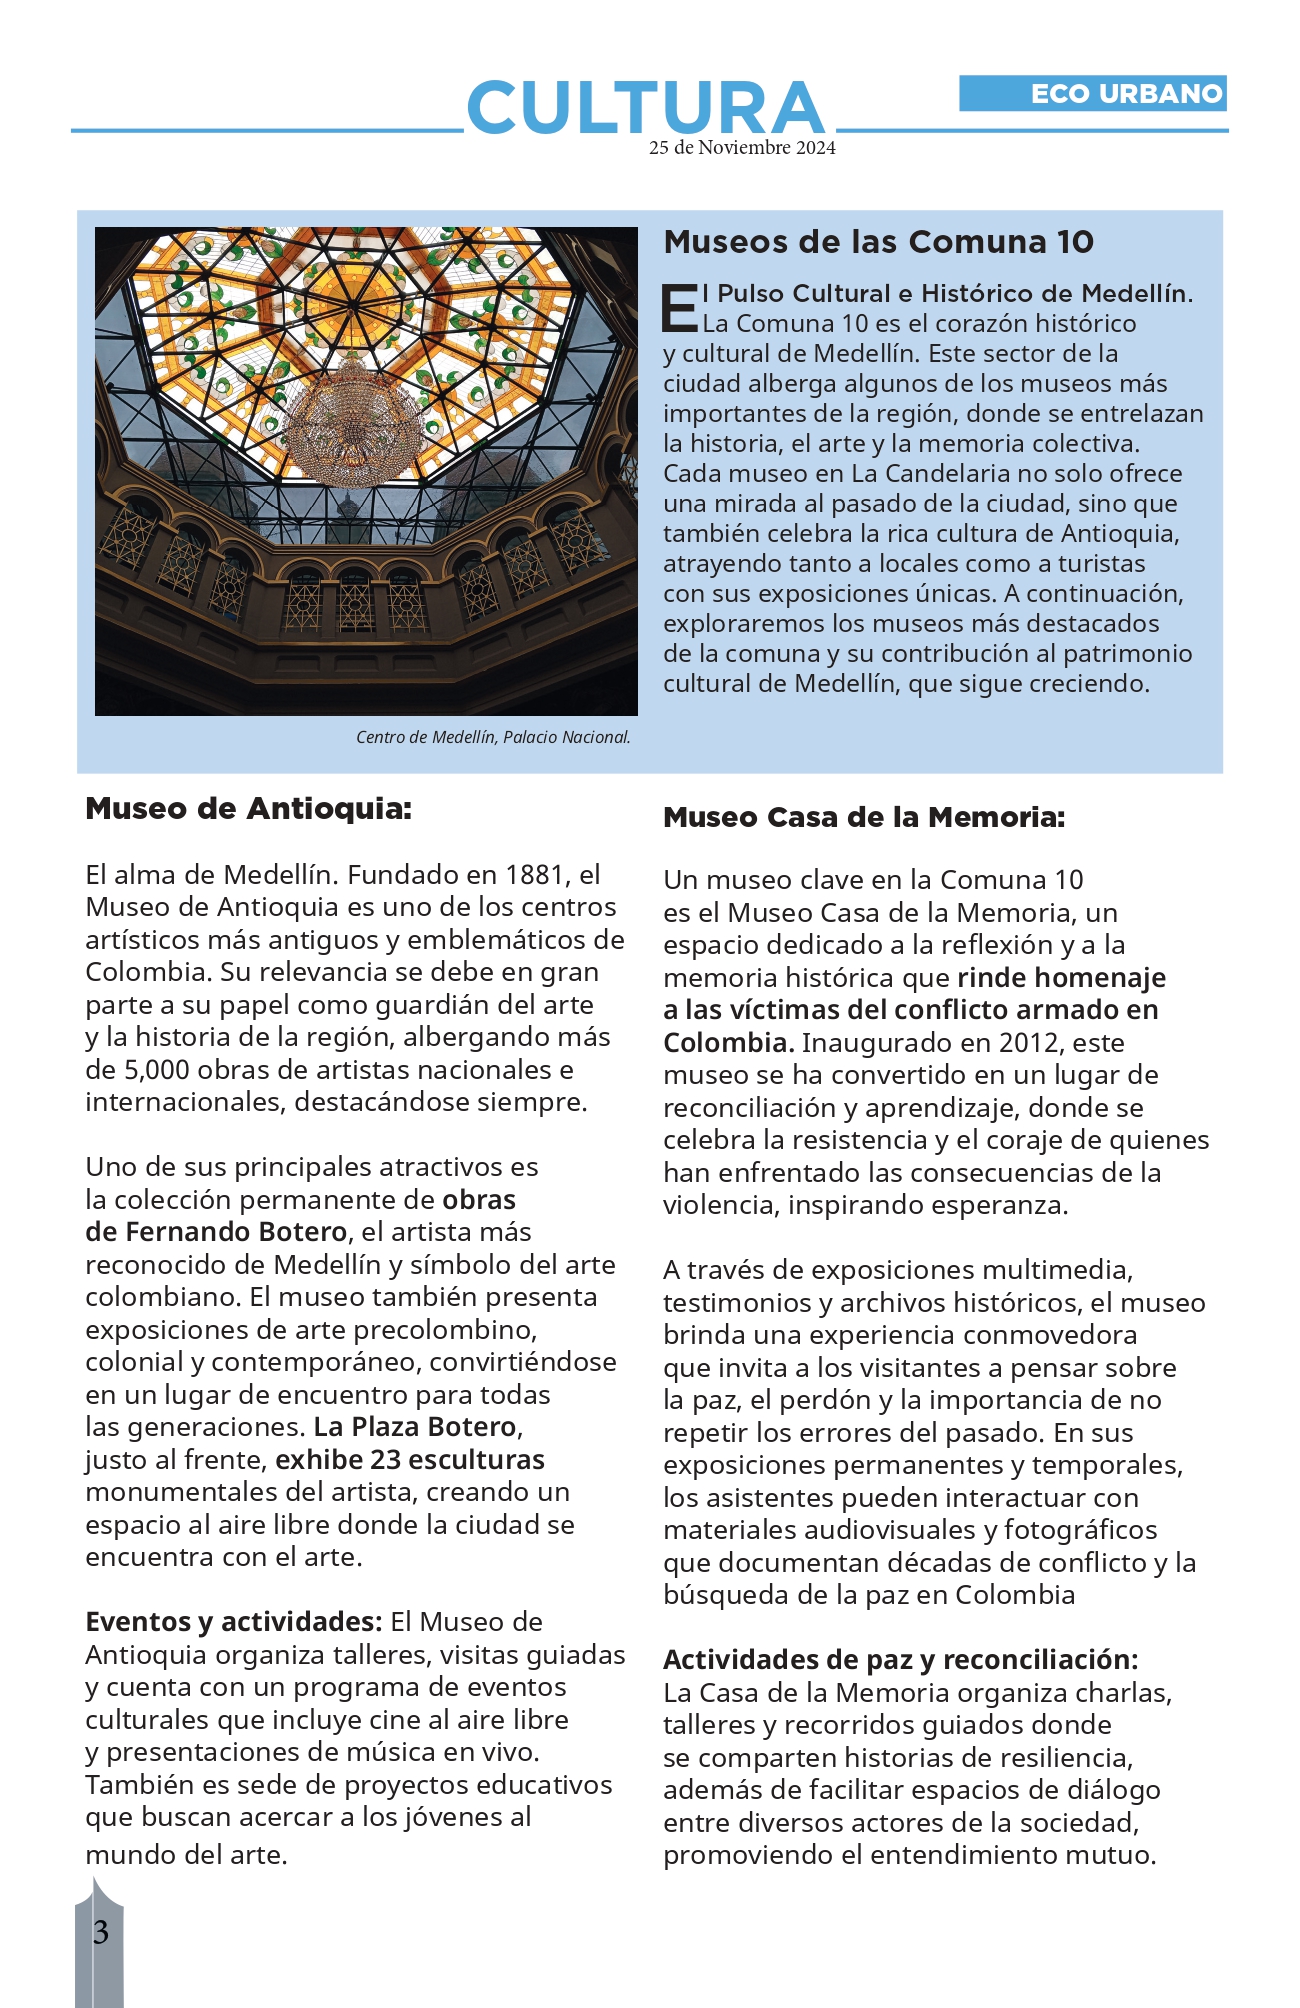 CULTURA
ECO URBANO
25 de Noviembre 2024
Museos de las Comuna 10
El Pulso Cultural e Histórico de Medellín.
La Comuna 10 es el corazón histórico
y cultural de Medellín. Este sector de la
ciudad alberga algunos de los museos más
importantes de la región, donde se entrelazan
la historia, el arte y la memoria colectiva.
Cada museo en La Candelaria no solo ofrece
una mirada al pasado de la ciudad, sino que
también celebra la rica cultura de Antioquia,
atrayendo tanto a locales como a turistas
con sus exposiciones únicas. A continuación,
exploraremos los museos más destacados
de la comuna y su contribución al patrimonio
cultural de Medellín, que sigue creciendo.
Centro de Medellín, Palacio Nacional.
Museo de Antioquia:
El alma de Medellín. Fundado en 1881, el
Museo de Antioquia es uno de los centros
artísticos más antiguos y emblemáticos de
Colombia. Su relevancia se debe en gran
parte a su papel como guardián del arte
y la historia de la región, albergando más
de 5,000 obras de artistas nacionales e
internacionales, destacándose siempre.
Uno de sus principales atractivos es
la colección permanente de obras
de Fernando Botero, el artista más
reconocido de Medellín y símbolo del arte
colombiano. El museo también presenta
exposiciones de arte precolombino,
colonial y contemporáneo, convirtiéndose
en un lugar de encuentro para todas
las generaciones. La Plaza Botero,
justo al frente, exhibe 23 esculturas
monumentales del artista, creando un
espacio al aire libre donde la ciudad se
encuentra con el arte.
Eventos y actividades: El Museo de
Antioquia organiza talleres, visitas guiadas
y cuenta con un programa de eventos
culturales que incluye cine al aire libre
y presentaciones de música en vivo.
También es sede de proyectos educativos
que buscan acercar a los jóvenes al
mundo del arte.
Museo Casa de la Memoria:
Un museo clave en la Comuna 10
es el Museo Casa de la Memoria, un
espacio dedicado a la reflexión y a la
memoria histórica que rinde homenaje
a las víctimas del conflicto armado en
Colombia. Inaugurado en 2012, este
museo se ha convertido en un lugar de
reconciliación y aprendizaje, donde se
celebra la resistencia y el coraje de quienes
han enfrentado las consecuencias de la
violencia, inspirando esperanza.
A través de exposiciones multimedia,
testimonios y archivos históricos, el museo
brinda una experiencia conmovedora
que invita a los visitantes a pensar sobre
la paz, el perdón y la importancia de no
repetir los errores del pasado. En sus
exposiciones permanentes y temporales,
los asistentes pueden interactuar con
materiales audiovisuales y fotográficos
que documentan décadas de conflicto y la
búsqueda de la paz en Colombia
Actividades de paz y reconciliación:
La Casa de la Memoria organiza charlas,
talleres y recorridos guiados donde
se comparten historias de resiliencia,
además de facilitar espacios de diálogo
entre diversos actores de la sociedad,
promoviendo el entendimiento mutuo.
3